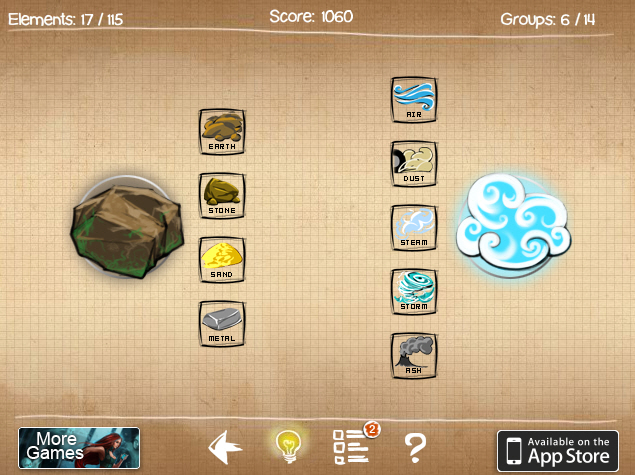 Elements: 17 / 115
Score: 1060
Groups: 6 / 14
AIR
EARTH
DUST
STONE
STEAM
SAND
STORM
METAL
ASH
2
?
More
Games
Available on the
App Store